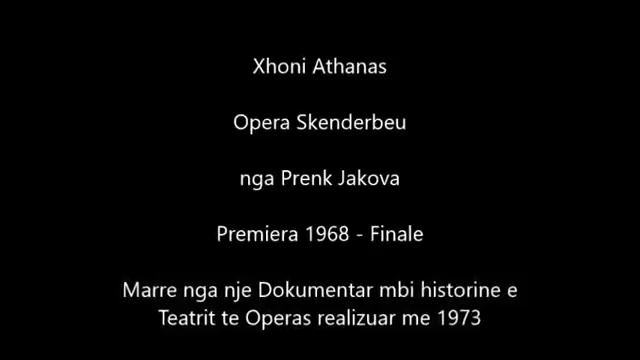 Xhoni Athanas
Opera Skenderbeu
nga Prenk Jakova
Premiera 1968 - Finale
Marre nga nje Dokumentar mbi historine e
Teatrit te Operas realizuar me 1973